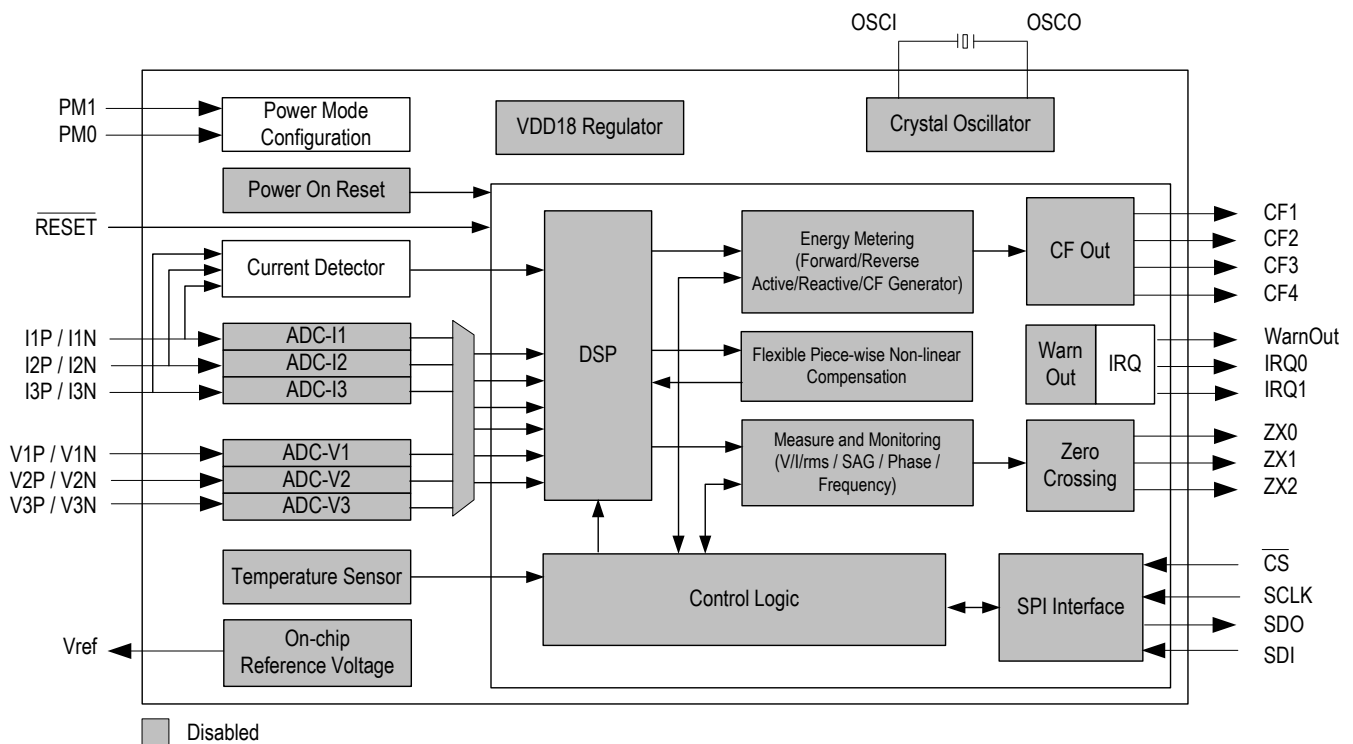 OSCI
OSCO
PM1
PM0
Power Mode
Configuration
VDD18 Regulator
Crystal Oscillator
Power On Reset
RESET
Current Detector
I1P / I1N
I2P / I2N
I3P / I3N
ADC-I1
ADC-I2
ADC-I3
V1P / V1N
V2P / V2N
V3P / V3N
ADC-V1
ADC-V2
ADC-V3
Temperature Sensor
Vref
On-chip
Reference Voltage
DSP
Energy Metering
(Forward/Reverse
Active/Reactive/CF Generator)
Flexible Piece-wise Non-linear
Compensation
Measure and Monitoring
(V/I/rms / SAG / Phase /
Frequency)
Control Logic
CF Out
CF1
CF2
CF3
CF4
Warn
Out
IRQ
WarnOut
IRQ0
IRQ1
Zero
Crossing
ZX0
ZX1
ZX2
SPI Interface
CS
SCLK
SDO
SDI
Disabled